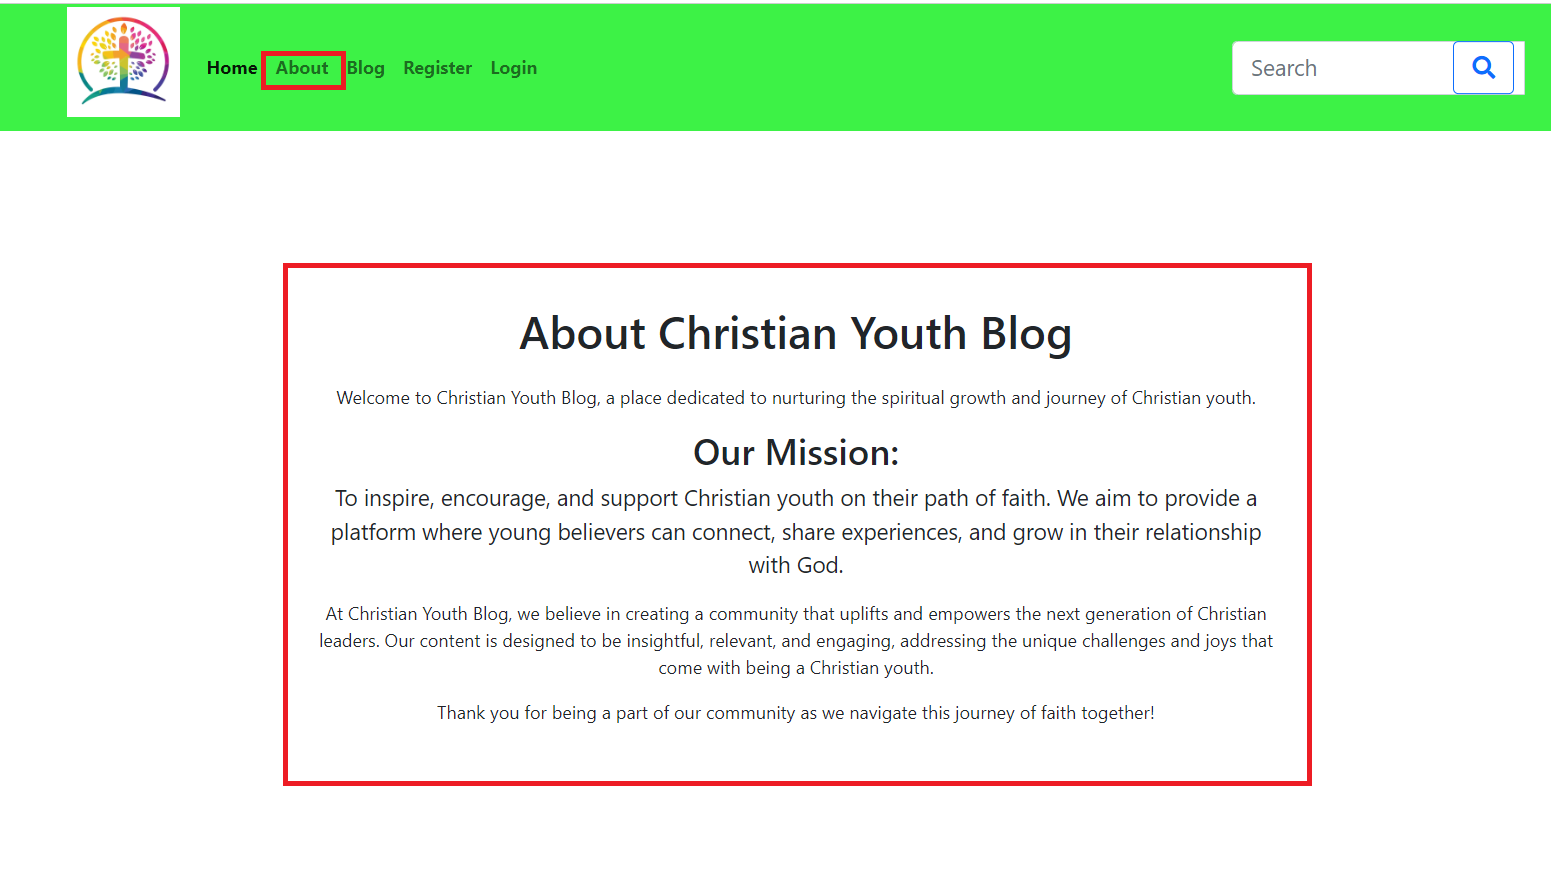 Home About Blog Register Login Search
About Christian Youth Blog
Welcome to Christian Youth Blog, a place dedicated to nurturing the spiritual growth and journey of Christian youth.
Our Mission:
To inspire, encourage, and support Christian youth on their path of faith. We aim to provide a
platform where young believers can connect, share experiences, and grow in their relationship
with God.
At Christian Youth Blog, we believe in creating a community that uplifts and empowers the next generation of Christian
leaders. Our content is designed to be insightful, relevant, and engaging, addressing the unique challenges and joys that
come with being a Christian youth.
Thank you for being a part of our community as we navigate this journey of faith together!